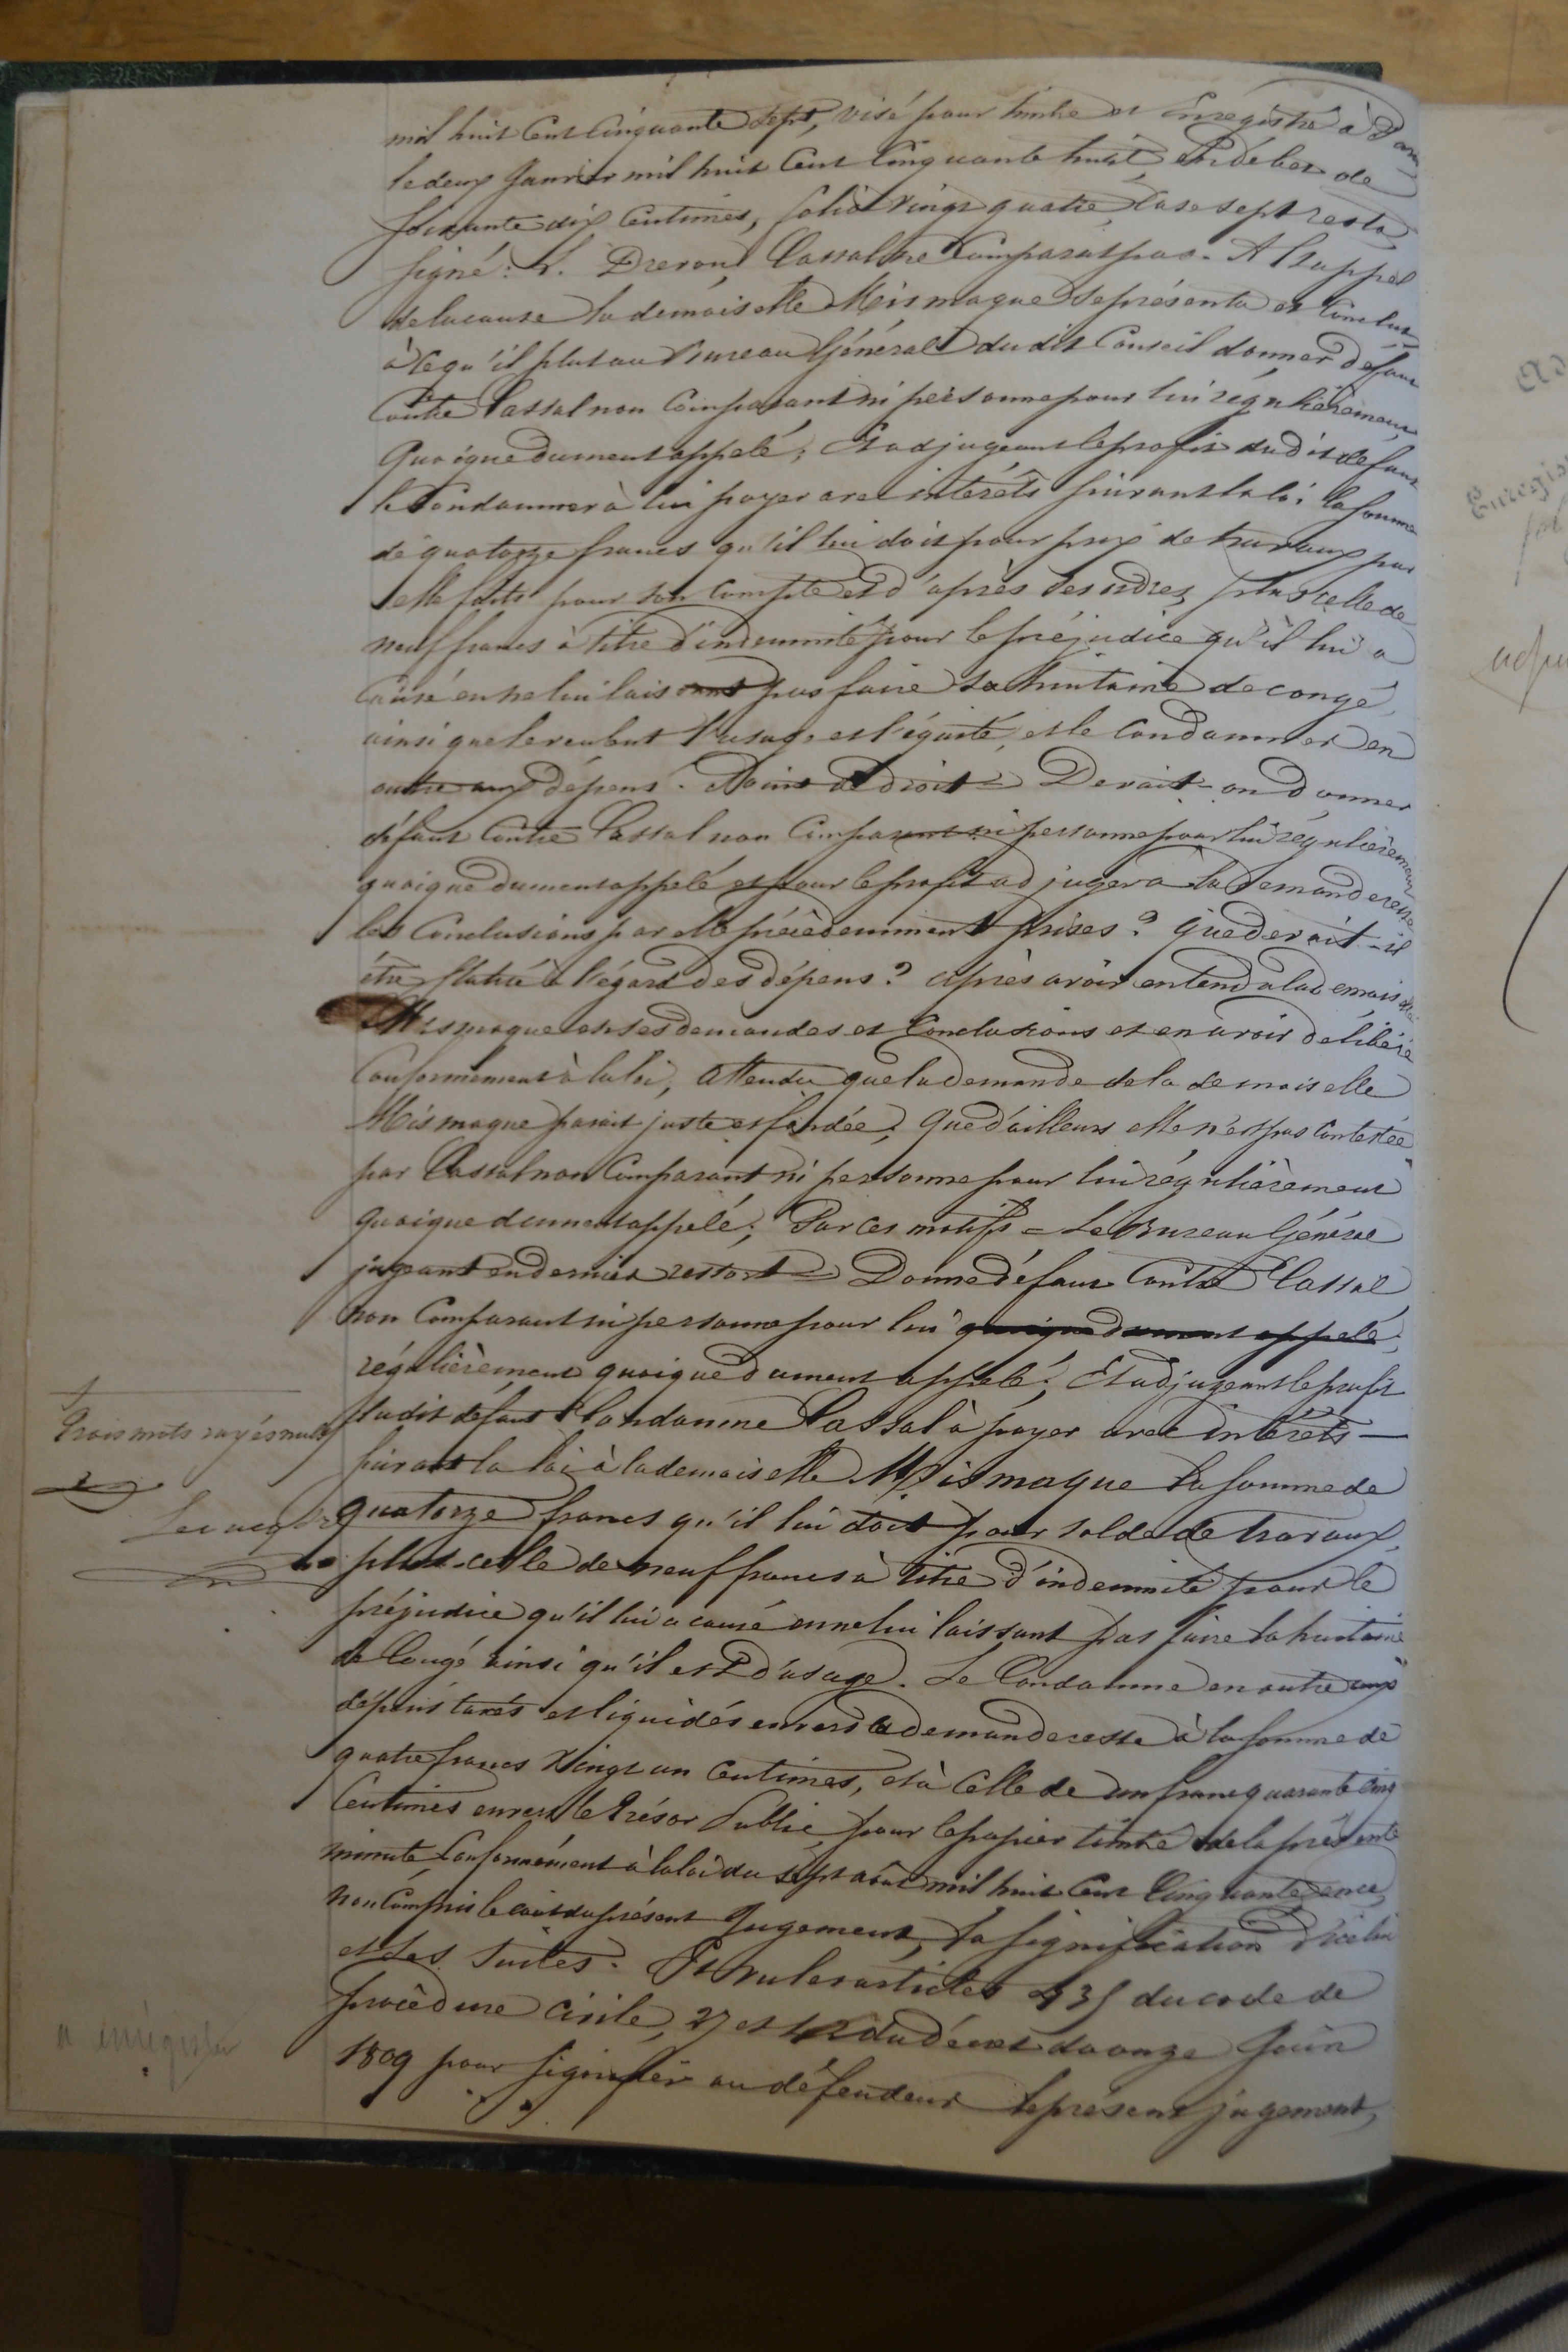 mil huit Cent Cinquante Sept, Visé pour timbre et Enregistré à Paris
le deux Janvier mil huit Cent Cinquante huit, En débet de
soixante dix Centimes, folio vingt quatre, Case sept
Signé: Cassal ne Comparut pas. A l'appel
de la cause la demoiselle Mismaque se présenta et Conclut
à ce qu'il plut au Bureau Général dudit Conseil donner défaut
Contre Cassal non Comparant ni personne pour lui régulièrement
quoique dument appelé; Et adjugeant le profit dudit défaut
le Condamner à lui payer avec intérêts suivant la loi la somme
de quatorze francs qu'il lui doit pour prix de travaux par
elle faits pour son Compte et d'après ses ordres, plus celle de
neuf francs à titre d'indemnité pour le préjudice qu'il lui a
Causé en ne lui laissant pas faire sa huitaine de congé
ainsi que le veulent l'usage et l'équité, et le Condamner en
outre aux dépens. Point de droit = Devait-on donner
défaut Contre Cassal non Comparant ni personne pour lui régulièrement
quoique dument appelé et pour le profit adjuger à la demanderesse
les Conclusions par elle précédemment prises? Que devait-il
être statué à l'égard des dépens? Après avoir entendu la demoiselle
Mismaque en ses demandes et Conclusions et en avoir délibéré
Conformément à la loi, Attendu que la demande de la demoiselle
Mismaque parait juste et fondée; Que d'ailleurs elle n'est pas Contestée
par Cassal non Comparant ni personne pour lui régulièrement
quoique dument appelé; Par ces motifs = Le Bureau Général
jugeant en dernier ressort = Donne défaut Contre Cassal
non Comparant ni personne pour lui quoique dument appelé;
régulièrement quoique dument appelé; Et adjugeant le profit
dudit défaut Condamne Cassal à payer avec intérêts
Trois mots rayés nuls
suivant la loi à la demoiselle Mismaque la somme de
quatorze francs qu'il lui doit pour solde de travaux,
plus celle de neuf francs à titre d'indemnité pour le
préjudice qu'il lui a causé en ne lui laissant pas faire sa huitaine
de Congé ainsi qu'il est d'usage. Le Condamne en outre aux
dépens taxés et liquidés envers la demanderesse à la somme de
quatre francs vingt un Centimes, et à Celle de un franc quarante cinq
Centimes envers le Trésor Public, pour le papier timbré de la présente
minute, Conformément à la loi du sept août mil huit Cent Cinquante,
non Compris le coût du présent Jugement, la signification d'icelui
et ses suites. Et vu les articles 435 du code de
procédure Civile, 27 et 42 du décret du onze Juin
1809 pour signifier au défendeur le présent jugement,
a enregistrer